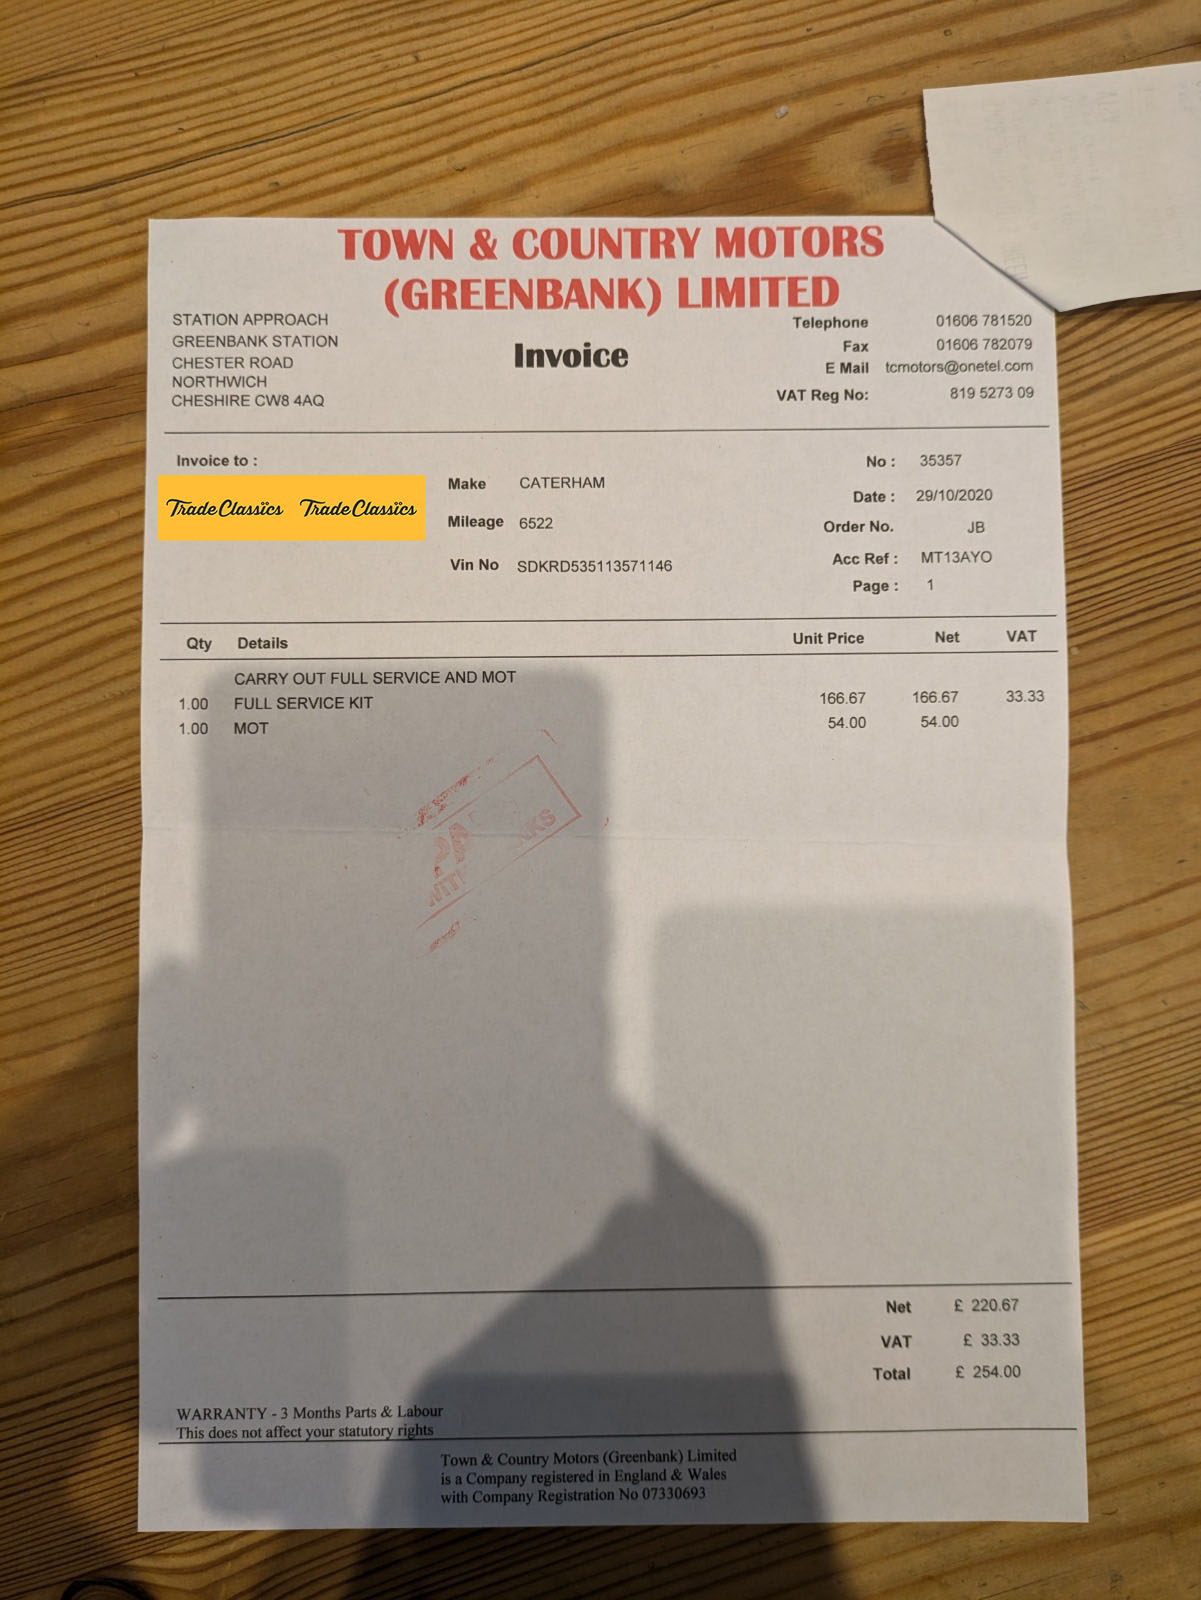 TOWN & COUNTRY MOTORS
(GREENBANK) LIMITED
STATION APPROACH
GREENBANK STATION
CHESTER ROAD
NORTHWICH
CHESHIRE CW8 4AQ
Invoice
Telephone 01606 781520
Fax 01606 782079
E Mail tcmotors@onetel.com
VAT Reg No: 819 5273 09
Invoice to :
TradeClassics TradeClassics
Make CATERHAM
Mileage 6522
Vin No SDKRD535113571146
No : 35357
Date : 29/10/2020
Order No. JB
Acc Ref : MT13AYO
Page : 1
Qty Details Unit Price Net VAT
CARRY OUT FULL SERVICE AND MOT
1.00 FULL SERVICE KIT 166.67 166.67 33.33
1.00 MOT 54.00 54.00
Net £ 220.67
VAT £ 33.33
Total £ 254.00
WARRANTY - 3 Months Parts & Labour
This does not affect your statutory rights
Town & Country Motors (Greenbank) Limited
is a Company registered in England & Wales
with Company Registration No 07330693